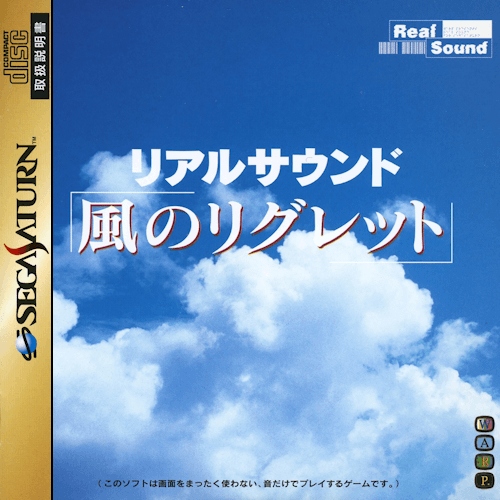 COMPACT
disc
取扱説明書
SEGA SATURN™
Real
Sound
リアルサウンド
風のリグレット
W
A
R
P.
(このソフトは画面をまったく使わない、音だけでプレイするゲームです。)